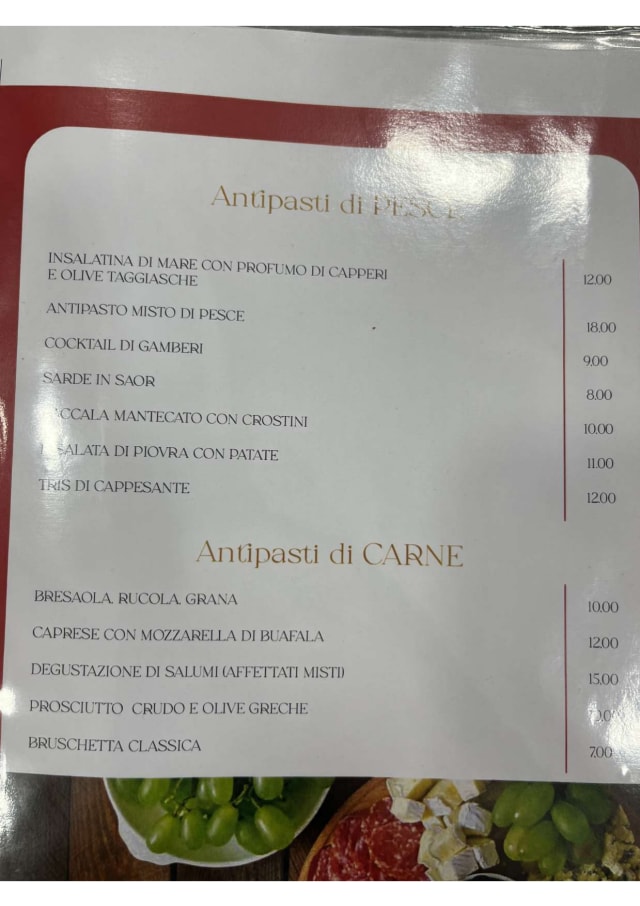 Antipasti di PESCE
INSALATINA DI MARE CON PROFUMO DI CAPPERI
E OLIVE TAGGIASCHE 12.00
ANTIPASTO MISTO DI PESCE 18.00
COCKTAIL DI GAMBERI 9.00
SARDE IN SAOR 8.00
MANTECATO CON CROSTINI 10.00
DI PIOVRA CON PATATE 11.00
TRIS DI CAPPESANTE 12.00
Antipasti di CARNE
BRESAOLA, RUCOLA, GRANA 10.00
CAPRESE CON MOZZARELLA DI BUAFALA 12.00
DEGUSTAZIONE DI SALUMI (AFFETTATI MISTI) 15.00
PROSCIUTTO CRUDO E OLIVE GRECHE
BRUSCHETTA CLASSICA 7.00